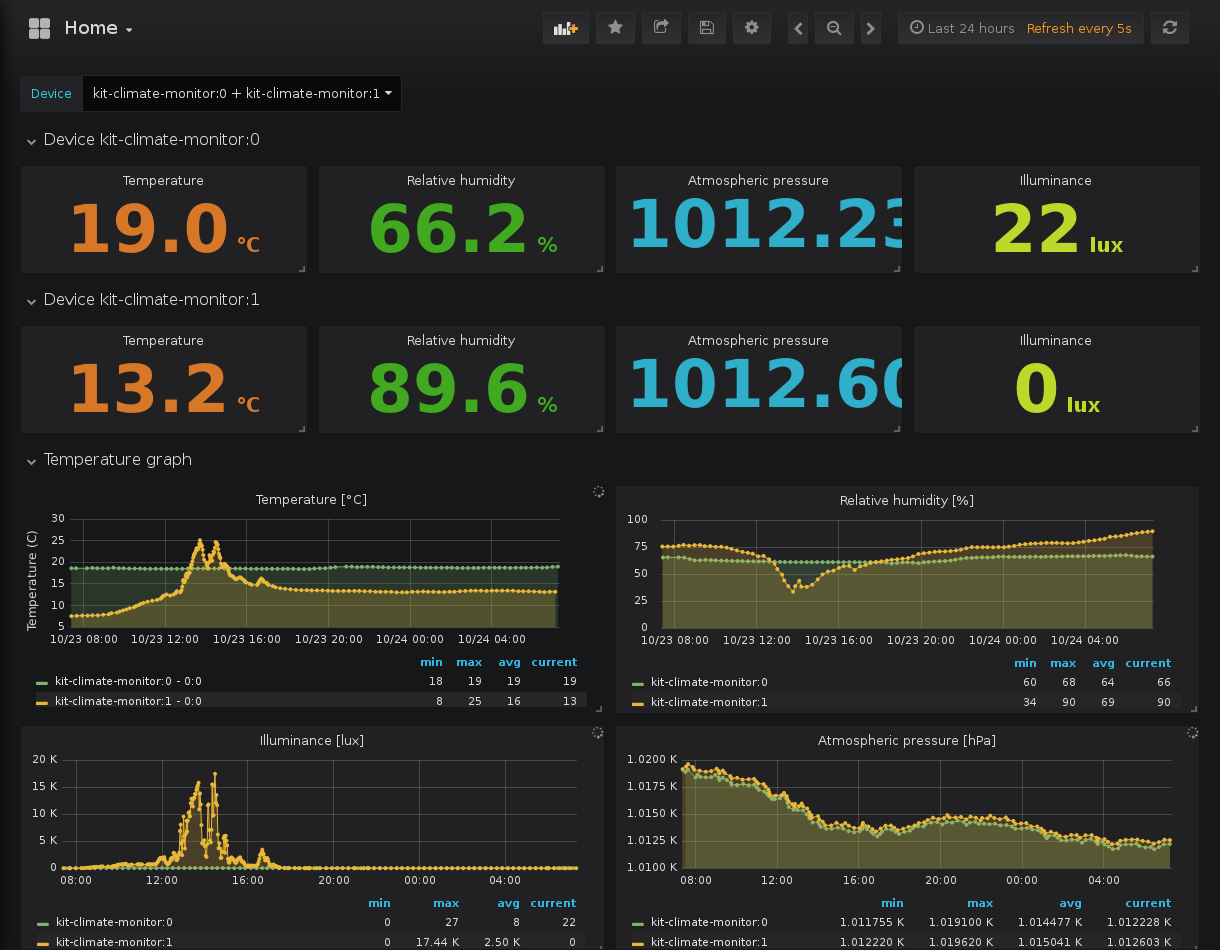 Home
Last 24 hours Refresh every 5s
Device kit-climate-monitor:0 + kit-climate-monitor:1
Device kit-climate-monitor:0
Temperature Relative humidity Atmospheric pressure Illuminance
19.0 °C 66.2 % 1012.23 22 lux
Device kit-climate-monitor:1
Temperature Relative humidity Atmospheric pressure Illuminance
13.2 °C 89.6 % 1012.60 0 lux
Temperature graph
Temperature [°C]
Temperature (C)
30
25
20
15
10
5
10/23 08:00 10/23 12:00 10/23 16:00 10/23 20:00 10/24 00:00 10/24 04:00
min max avg current
kit-climate-monitor:0 - 0:0 18 19 19 19
kit-climate-monitor:1 - 0:0 8 25 16 13
Relative humidity [%]
100
75
50
25
0
10/23 08:00 10/23 12:00 10/23 16:00 10/23 20:00 10/24 00:00 10/24 04:00
min max avg current
kit-climate-monitor:0 60 68 64 66
kit-climate-monitor:1 34 90 69 90
Illuminance [lux]
20 K
15 K
10 K
5 K
0
08:00 12:00 16:00 20:00 00:00 04:00
min max avg current
kit-climate-monitor:0 0 27 8 22
kit-climate-monitor:1 0 17.44 K 2.50 K 0
Atmospheric pressure [hPa]
1.0200 K
1.0175 K
1.0150 K
1.0125 K
1.0100 K
08:00 12:00 16:00 20:00 00:00 04:00
min max avg current
kit-climate-monitor:0 1.011755 K 1.019100 K 1.014477 K 1.012228 K
kit-climate-monitor:1 1.012220 K 1.019620 K 1.015041 K 1.012603 K